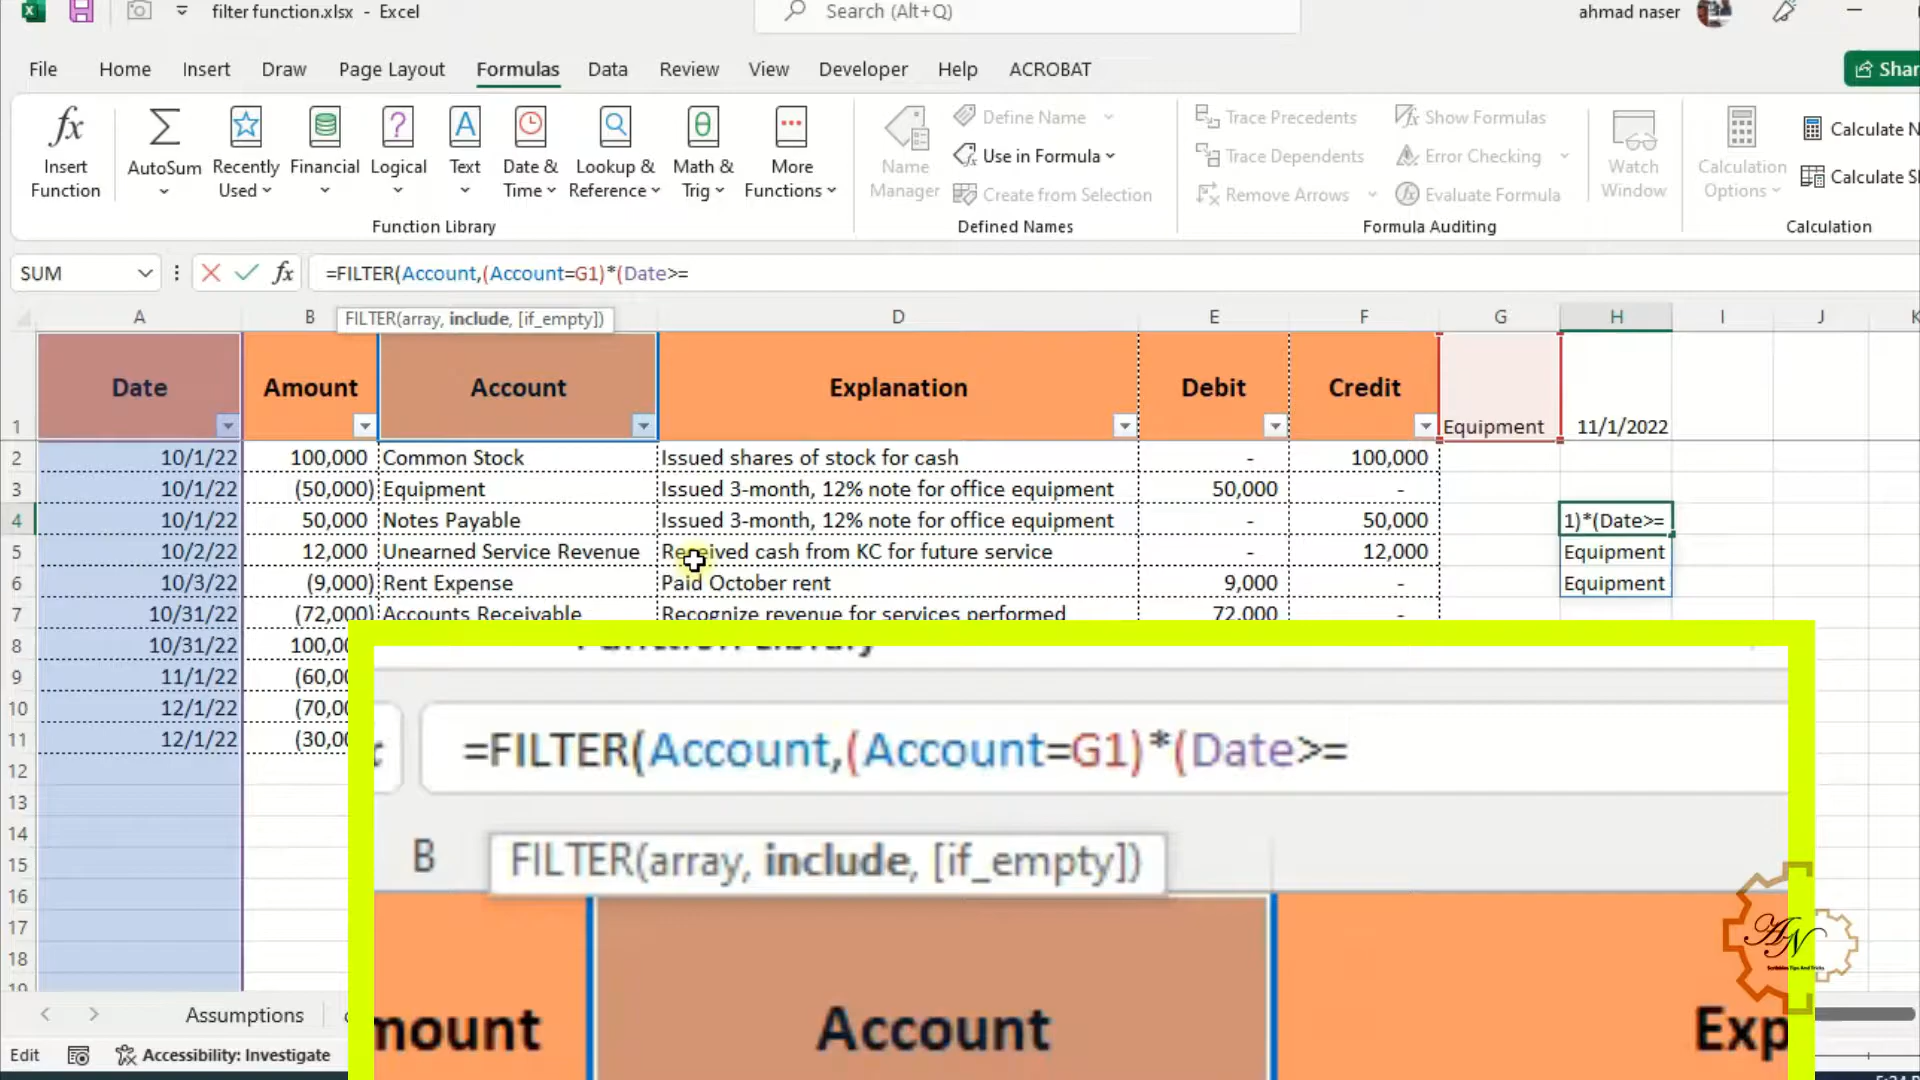 filter function.xlsx - Excel
Search (Alt+Q)
ahmad naser
File Home Insert Draw Page Layout Formulas Data Review View Developer Help ACROBAT
Insert Function
AutoSum
Recently Used
Financial
Logical
Text
Date & Time
Lookup & Reference
Math & Trig
More Functions
Function Library
Name Manager
Define Name
Use in Formula
Create from Selection
Defined Names
Trace Precedents
Trace Dependents
Remove Arrows
Show Formulas
Error Checking
Evaluate Formula
Formula Auditing
Watch Window
Calculation Options
Calculate
Calculate
Calculation
SUM
fx
=FILTER(Account,(Account=G1)*(Date>=
FILTER(array, include, [if_empty])
A B D E F G H I J K
1 Date Amount Account Explanation Debit Credit Equipment 11/1/2022
2 10/1/22 100,000 Common Stock Issued shares of stock for cash - 100,000
3 10/1/22 (50,000) Equipment Issued 3-month, 12% note for office equipment 50,000 -
4 10/1/22 50,000 Notes Payable Issued 3-month, 12% note for office equipment - 50,000 1)*(Date>=
5 10/2/22 12,000 Unearned Service Revenue Received cash from KC for future service - 12,000 Equipment
6 10/3/22 (9,000) Rent Expense Paid October rent 9,000 - Equipment
7 10/31/22 (72,000) Accounts Receivable Recognize revenue for services performed 72,000 -
8 10/31/22
9 11/1/22
10 12/1/22
11 12/1/22
12
13
14
15
16
17
18
19
=FILTER(Account,(Account=G1)*(Date>=
B
FILTER(array, include, [if_empty])
Account
AN
Assumptions
Edit
Accessibility: Investigate